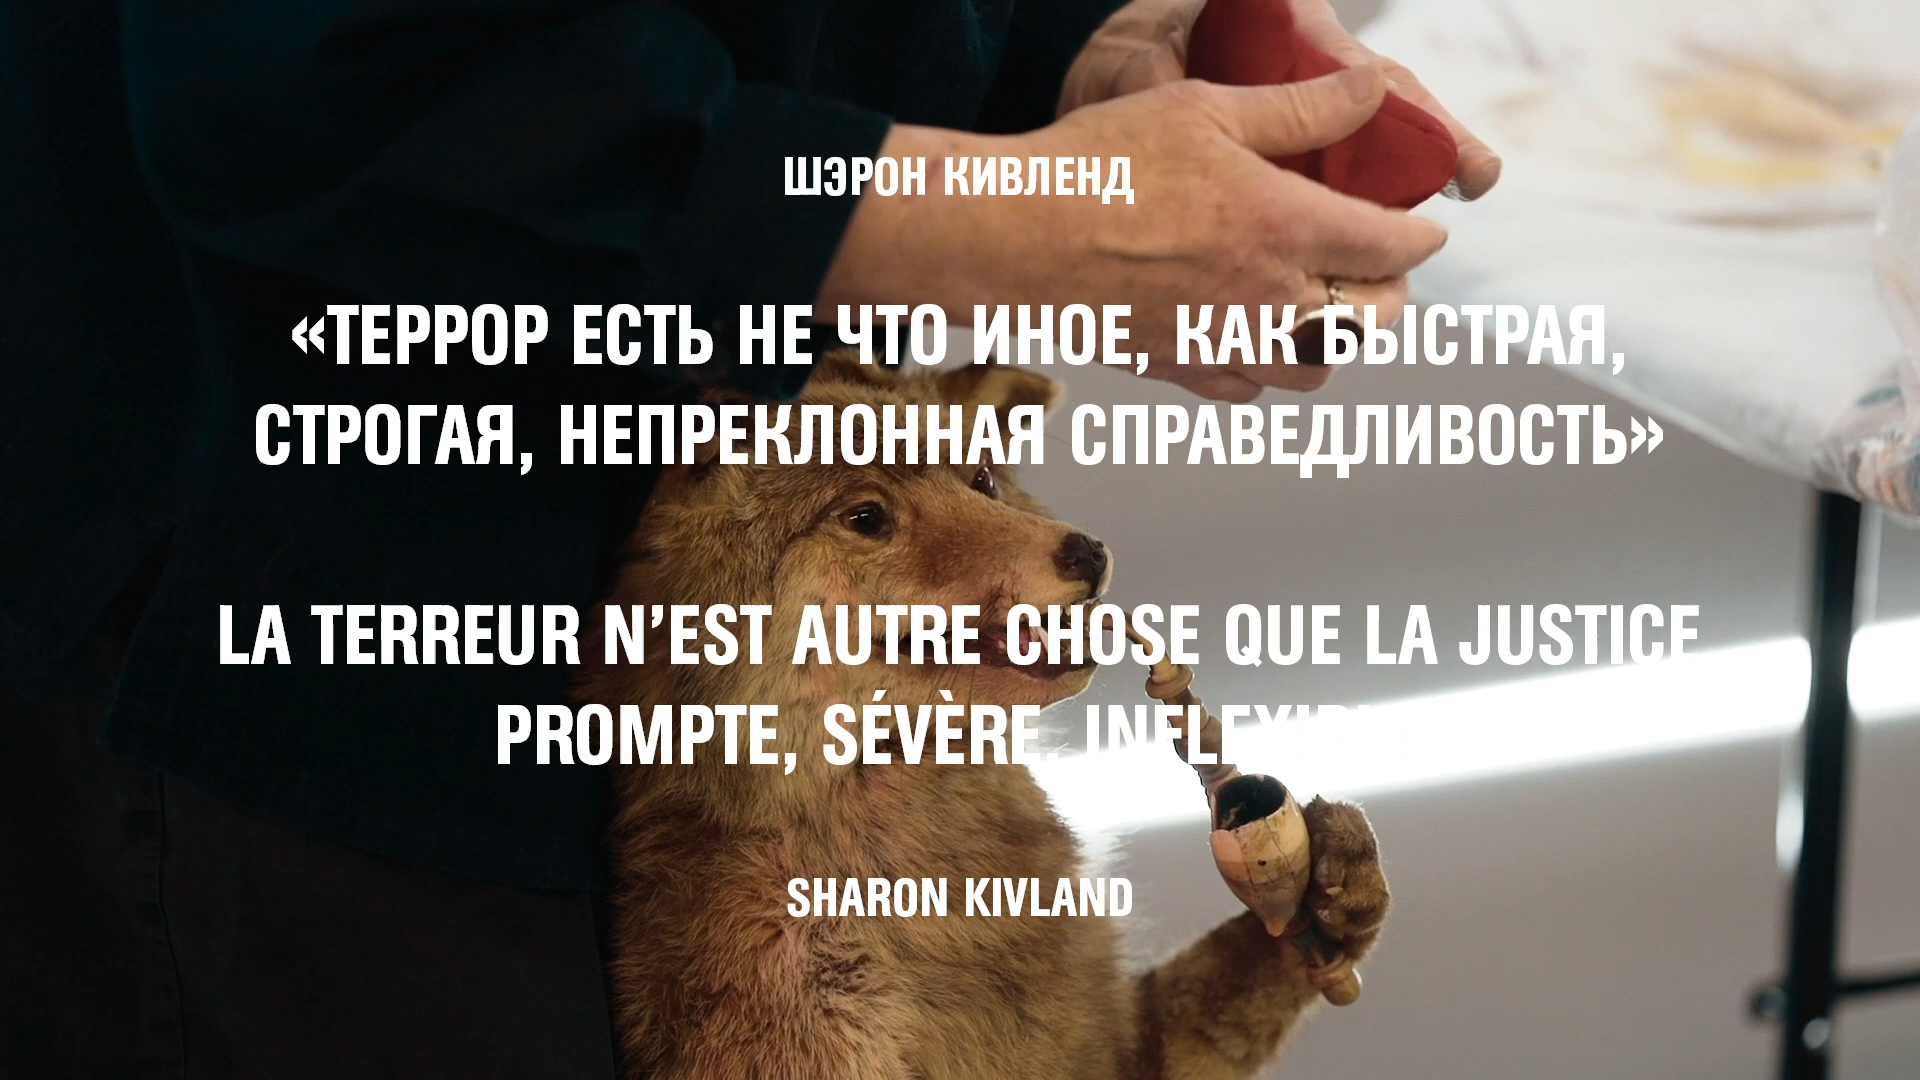 ШЭРОН КИВЛЕНД
«ТЕРРОР ЕСТЬ НЕ ЧТО ИНОЕ, КАК БЫСТРАЯ,
СТРОГАЯ, НЕПРЕКЛОННАЯ СПРАВЕДЛИВОСТЬ»
LA TERREUR N’EST AUTRE CHOSE QUE LA JUSTICE
PROMPTE, SÉVÈRE,
SHARON KIVLAND